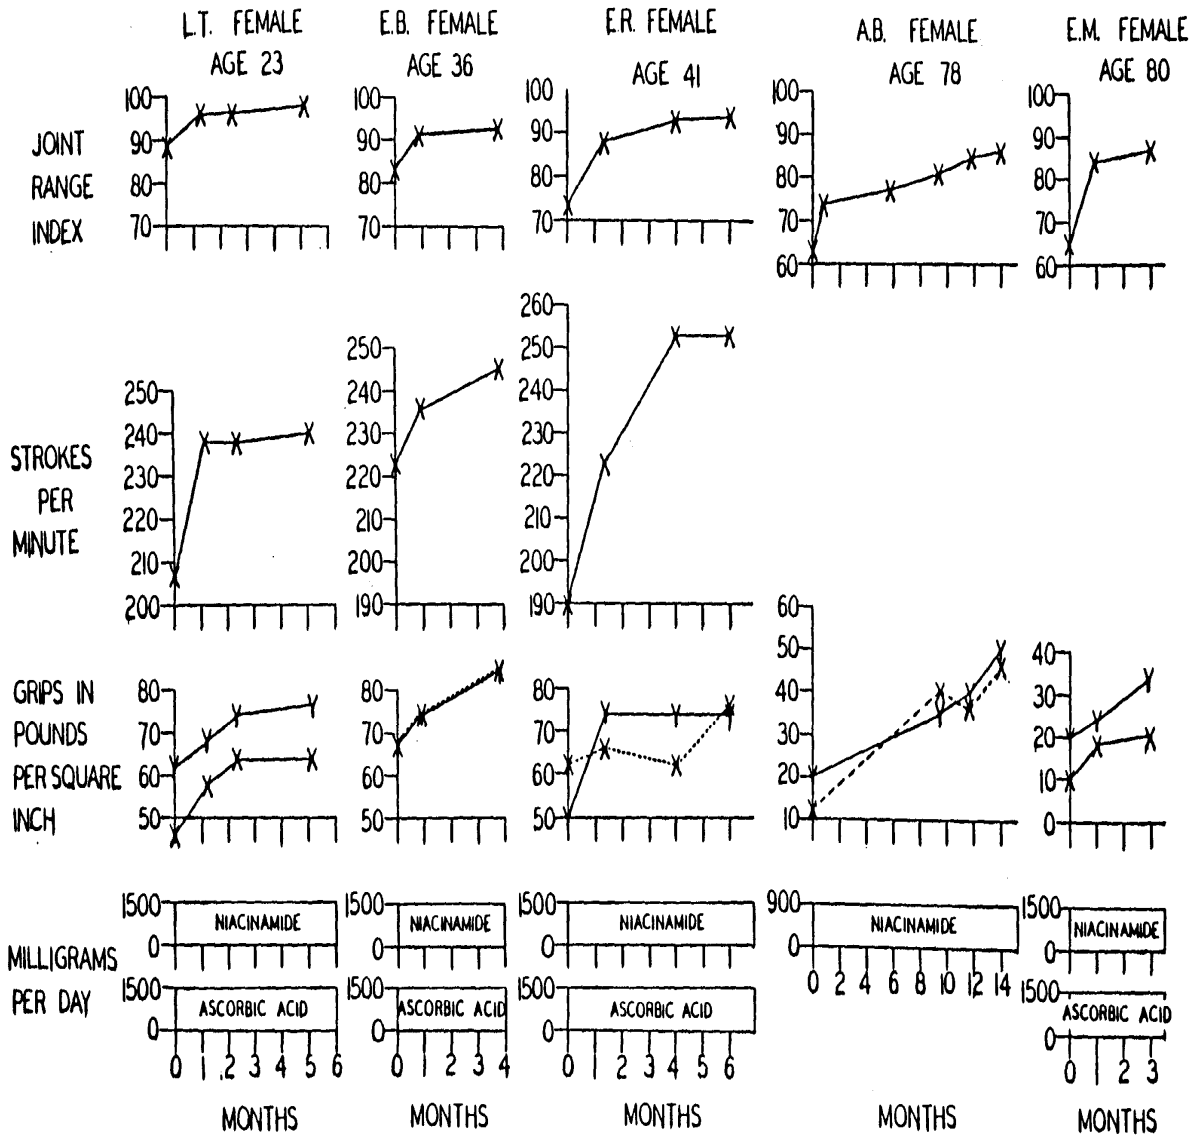 L.T. FEMALE
AGE 23
E.B. FEMALE
AGE 36
E.R. FEMALE
AGE 41
A.B. FEMALE
AGE 78
E.M. FEMALE
AGE 80
JOINT
RANGE
INDEX
100
90
80
70
100
90
80
70
100
90
80
70
100
90
80
70
60
100
90
80
70
60
STROKES
PER
MINUTE
250
240
230
220
210
200
250
240
230
220
210
200
190
260
250
240
230
220
210
200
190
GRIPS IN
POUNDS
PER SQUARE
INCH
80
70
60
50
80
70
60
50
80
70
60
50
60
50
40
30
20
10
40
30
20
10
0
MILLIGRAMS
PER DAY
1500
NIACINAMIDE
0
1500
ASCORBIC ACID
0
0 1 2 3 4 5 6
MONTHS
1500
NIACINAMIDE
0
1500
ASCORBIC ACID
0
0 1 2 3 4
MONTHS
1500
NIACINAMIDE
0
1500
ASCORBIC ACID
0
0 1 2 3 4 5 6
MONTHS
900
NIACINAMIDE
0
0 2 4 6 8 10 12 14
MONTHS
1500
NIACINAMIDE
0
1500
ASCORBIC ACID
0
0 1 2 3
MONTHS